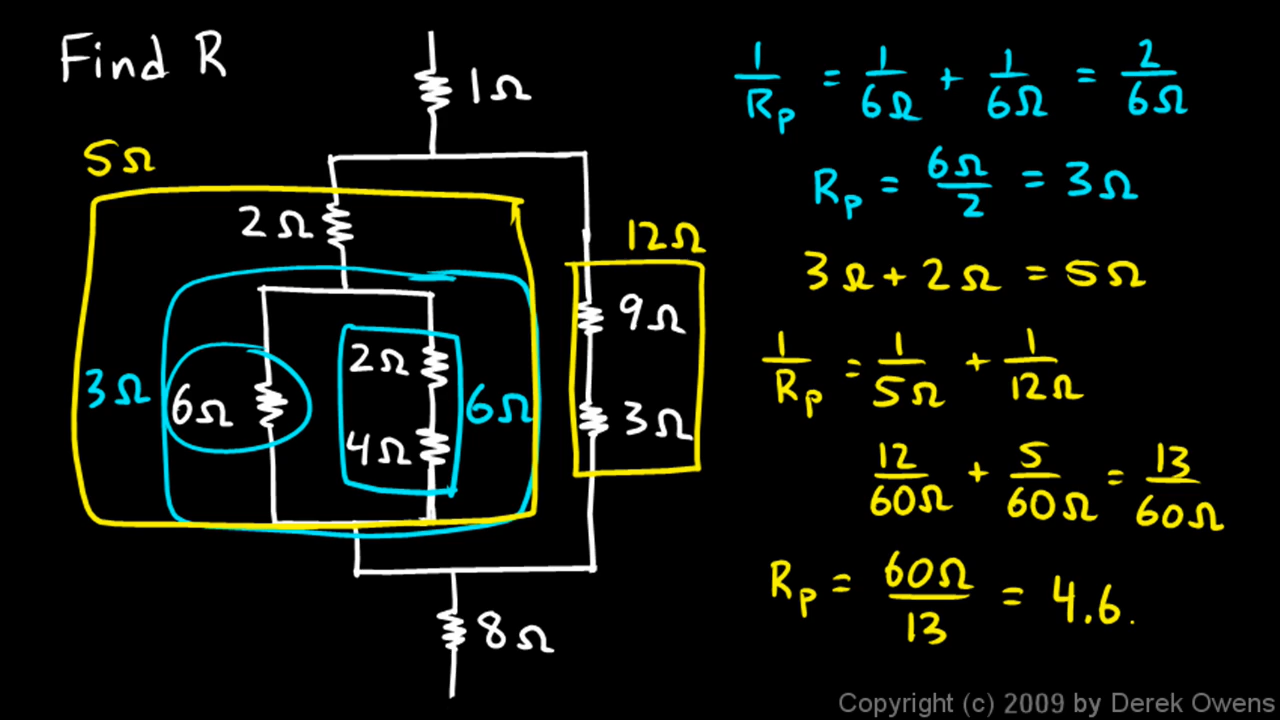 Find R
1Ω
5Ω
2Ω
12Ω
9Ω
3Ω
3Ω
6Ω
2Ω
4Ω
6Ω
8Ω
1/Rp = 1/6Ω + 1/6Ω = 2/6Ω
Rp = 6Ω/2 = 3Ω
3Ω + 2Ω = 5Ω
1/Rp = 1/5Ω + 1/12Ω
12/60Ω + 5/60Ω = 13/60Ω
Rp = 60Ω/13 = 4.6.
Copyright (c) 2009 by Derek Owens